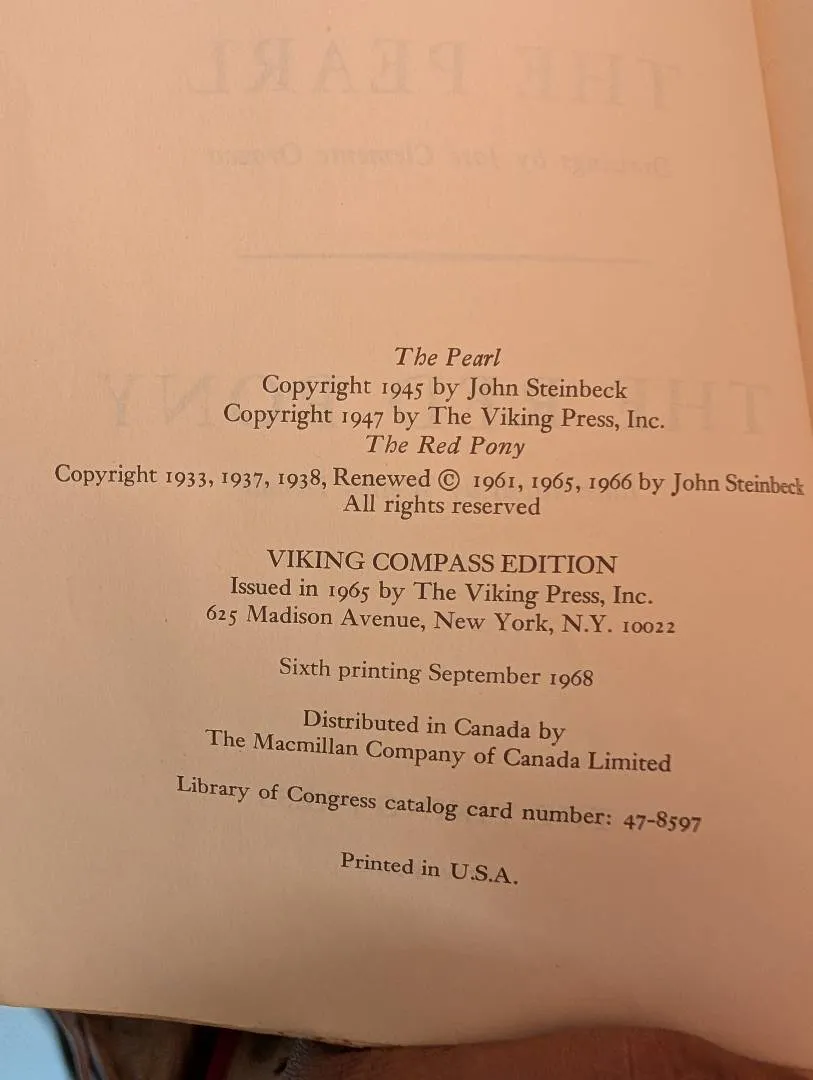 The Pearl
Copyright 1945 by John Steinbeck
Copyright 1947 by The Viking Press, Inc.
The Red Pony
Copyright 1933, 1937, 1938, Renewed © 1961, 1965, 1966 by John Steinbeck
All rights reserved
VIKING COMPASS EDITION
Issued in 1965 by The Viking Press, Inc.
625 Madison Avenue, New York, N.Y. 10022
Sixth printing September 1968
Distributed in Canada by
The Macmillan Company of Canada Limited
Library of Congress catalog card number: 47-8597
Printed in U.S.A.